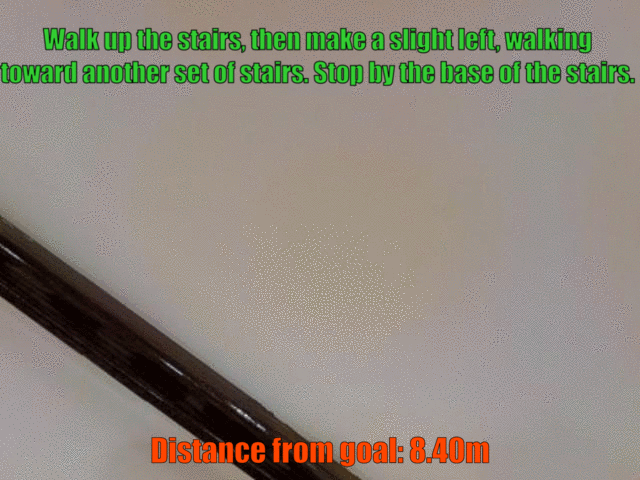 Walk up the stairs, then make a slight left, walking
toward another set of stairs. Stop by the base of the stairs.
Distance from goal: 8.40m